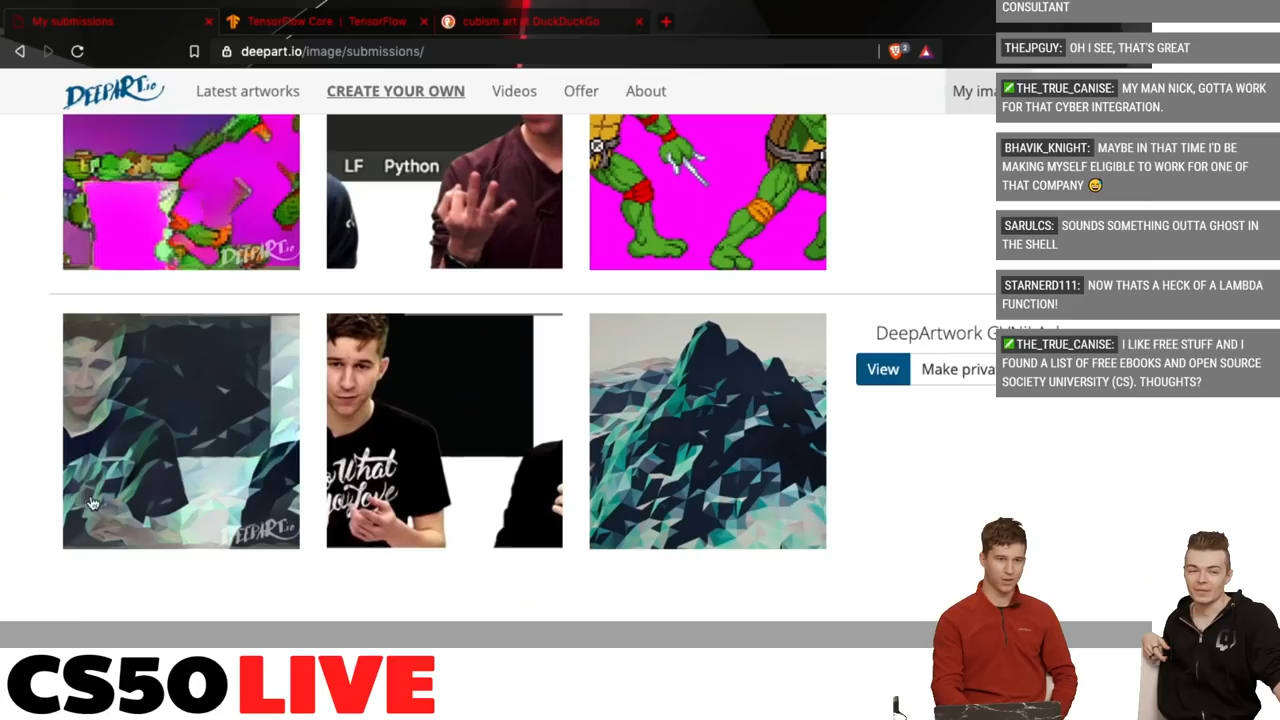 My submissions
TensorFlow Core | TensorFlow
cubism art at DuckDuckGo
deepart.io/image/submissions/
2
DEEPART.io
Latest artworks
CREATE YOUR OWN
Videos
Offer
About
My im
LF Python
DEEPART.io
DeepArtwork
View
Make priva
What
you love
DEEPART.io
CONSULTANT
THEJPGUY: OH I SEE, THAT'S GREAT
THE_TRUE_CANISE: MY MAN NICK, GOTTA WORK
FOR THAT CYBER INTEGRATION.
BHAVIK_KNIGHT: MAYBE IN THAT TIME I'D BE
MAKING MYSELF ELIGIBLE TO WORK FOR ONE OF
THAT COMPANY 😅
SARULCS: SOUNDS SOMETHING OUTTA GHOST IN
THE SHELL
STARNERD111: NOW THATS A HECK OF A LAMBDA
FUNCTION!
THE_TRUE_CANISE: I LIKE FREE STUFF AND I
FOUND A LIST OF FREE EBOOKS AND OPEN SOURCE
SOCIETY UNIVERSITY (CS). THOUGHTS?
CS50 LIVE